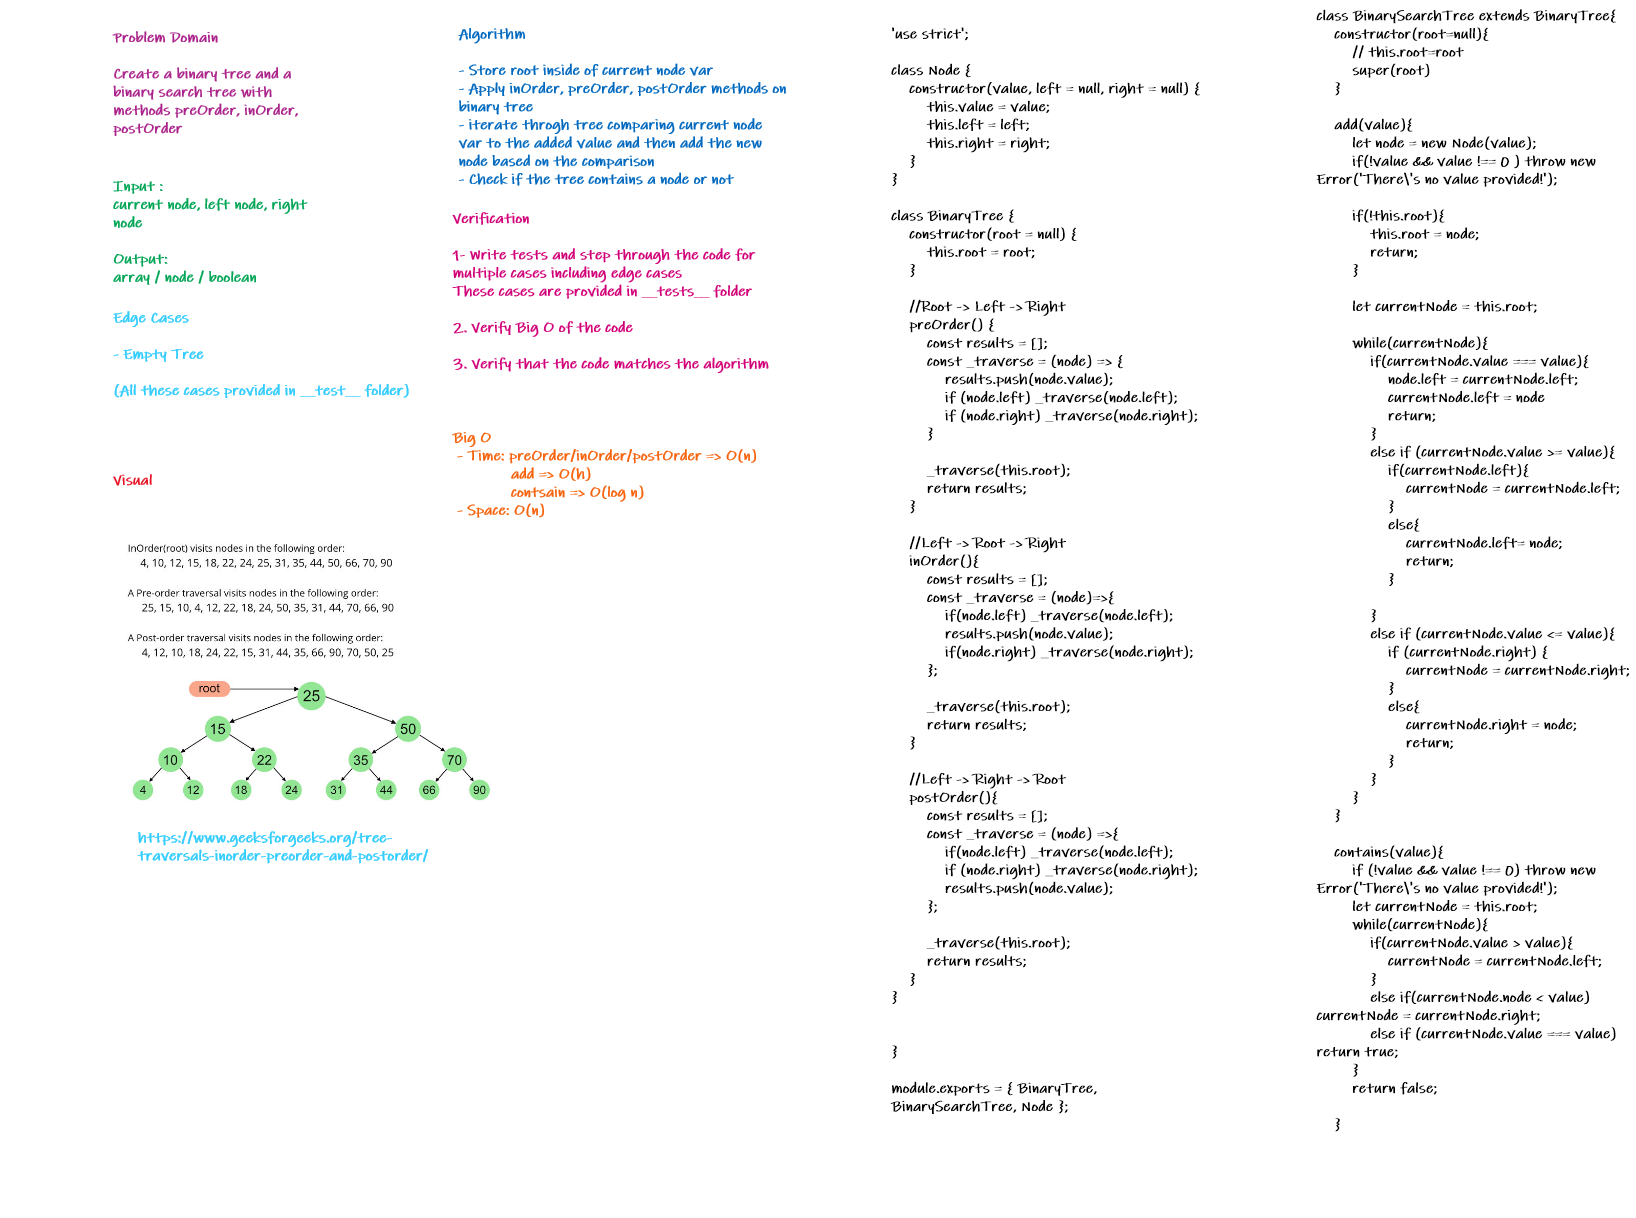 Problem Domain
Create a binary tree and a
binary search tree with
methods preOrder, inOrder,
postOrder
Input :
current node, left node, right
node
Output:
array / node / boolean
Edge Cases
- Empty Tree
(All these cases provided in __test__ folder)
Visual
InOrder(root) visits nodes in the following order:
4, 10, 12, 15, 18, 22, 24, 25, 31, 35, 44, 50, 66, 70, 90
A Pre-order traversal visits nodes in the following order:
25, 15, 10, 4, 12, 22, 18, 24, 50, 35, 31, 44, 70, 66, 90
A Post-order traversal visits nodes in the following order:
4, 12, 10, 18, 24, 22, 15, 31, 44, 35, 66, 90, 70, 50, 25
root
25
15 50
10 22 35 70
4 12 18 24 31 44 66 90
https://www.geeksforgeeks.org/tree-
traversals-inorder-preorder-and-postorder/
Algorithm
- Store root inside of current node var
- Apply inOrder, preOrder, postOrder methods on
binary tree
- iterate throgh tree comparing current node
var to the added value and then add the new
node based on the comparison
- Check if the tree contains a node or not
Verification
1- Write tests and step through the code for
multiple cases including edge cases
These cases are provided in __tests__ folder
2. Verify Big O of the code
3. Verify that the code matches the algorithm
Big O
- Time: preOrder/inOrder/postOrder => O(n)
add => O(h)
contsain => O(log n)
- Space: O(n)
'use strict';
class Node {
constructor(value, left = null, right = null) {
this.value = value;
this.left = left;
this.right = right;
}
}
class BinaryTree {
constructor(root = null) {
this.root = root;
}
//Root -> Left -> Right
preOrder() {
const results = [];
const _traverse = (node) => {
results.push(node.value);
if (node.left) _traverse(node.left);
if (node.right) _traverse(node.right);
}
_traverse(this.root);
return results;
}
//Left -> Root -> Right
inOrder(){
const results = [];
const _traverse = (node)=>{
if(node.left) _traverse(node.left);
results.push(node.value);
if(node.right) _traverse(node.right);
};
_traverse(this.root);
return results;
}
//Left -> Right -> Root
postOrder(){
const results = [];
const _traverse = (node) =>{
if(node.left) _traverse(node.left);
if (node.right) _traverse(node.right);
results.push(node.value);
};
_traverse(this.root);
return results;
}
}
}
module.exports = { BinaryTree,
BinarySearchTree, Node };
class BinarySearchTree extends BinaryTree{
constructor(root=null){
// this.root=root
super(root)
}
add(value){
let node = new Node(value);
if(!value && value !== 0 ) throw new
Error('There\'s no value provided!');
if(!this.root){
this.root = node;
return;
}
let currentNode = this.root;
while(currentNode){
if(currentNode.value === value){
node.left = currentNode.left;
currentNode.left = node
return;
}
else if (currentNode.value >= value){
if(currentNode.left){
currentNode = currentNode.left;
}
else{
currentNode.left= node;
return;
}
}
else if (currentNode.value <= value){
if (currentNode.right) {
currentNode = currentNode.right;
}
else{
currentNode.right = node;
return;
}
}
}
}
contains(value){
if (!value && value !== 0) throw new
Error('There\'s no value provided!');
let currentNode = this.root;
while(currentNode){
if(currentNode.value > value){
currentNode = currentNode.left;
}
else if(currentNode.node < value)
currentNode = currentNode.right;
else if (currentNode.value === value)
return true;
}
return false;
}